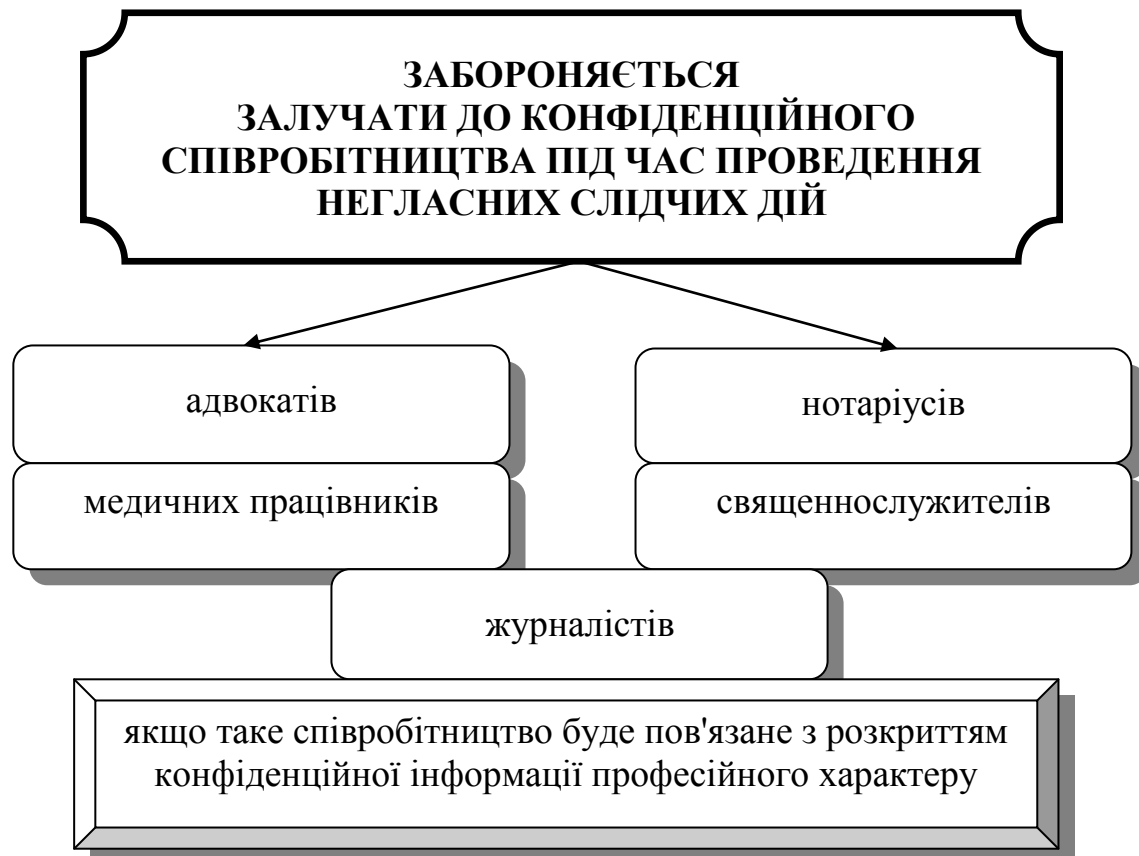 ЗАБОРОНЯЄТЬСЯ
ЗАЛУЧАТИ ДО КОНФІДЕНЦІЙНОГО
СПІВРОБІТНИЦТВА ПІД ЧАС ПРОВЕДЕННЯ
НЕГЛАСНИХ СЛІДЧИХ ДІЙ
адвокатів
нотаріусів
медичних працівників
священнослужителів
журналістів
якщо таке співробітництво буде пов'язане з розкриттям
конфіденційної інформації професійного характеру